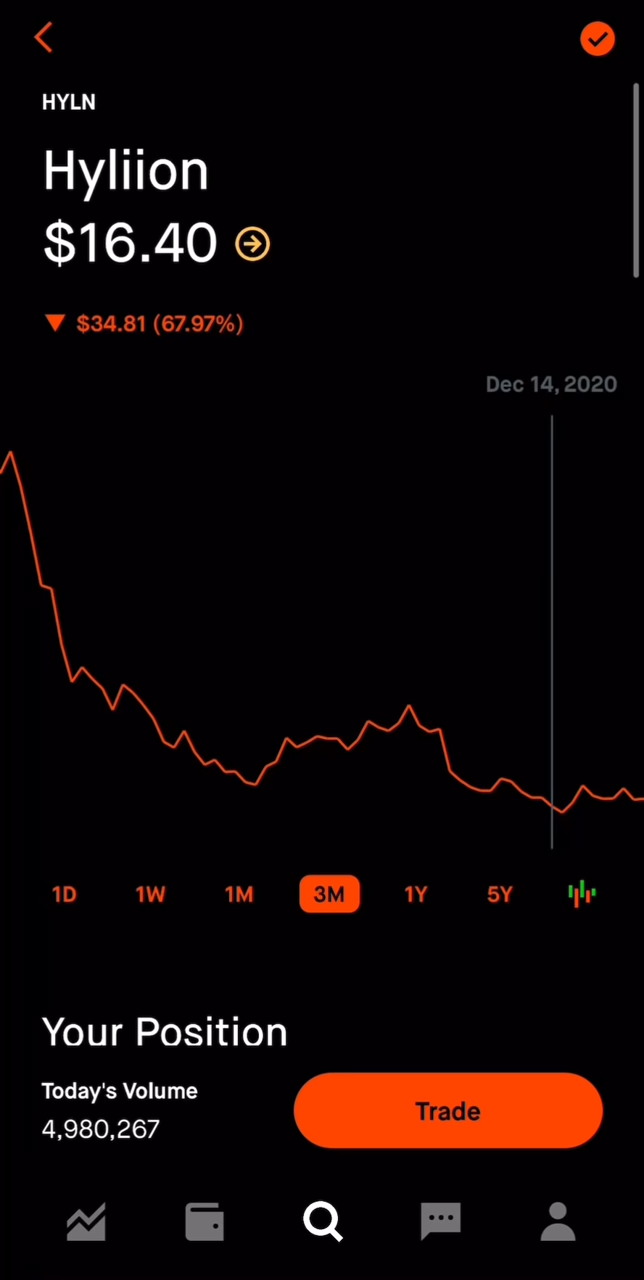 HYLN
Hyliion
$16.40
$34.81 (67.97%)
Dec 14, 2020
1D 1W 1M 3M 1Y 5Y
Your Position
Today's Volume
4,980,267
Trade